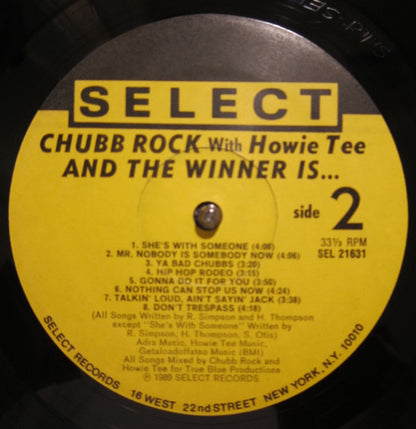 SELECT
CHUBB ROCK With Howie Tee
AND THE WINNER IS...
side 2
33⅓ RPM
SEL 21631
1. SHE'S WITH SOMEONE (4:06)
2. MR. NOBODY IS SOMEBODY NOW (4:06)
3. YA BAD CHUBBS (3:20)
4. HIP HOP RODEO (3:15)
5. GONNA DO IT FOR YOU (3:50)
6. NOTHING CAN STOP US NOW (4:24)
7. TALKIN' LOUD, AIN'T SAYIN' JACK (3:38)
8. DON'T TRESPASS (4:18)
(All Songs Written by R. Simpson and H. Thompson
except "She's With Someone" Written by
R. Simpson, H. Thompson, S. Otis)
Adra Music, Howie Tee Music,
Getaloadoffatso Music (BMI)
All Songs Mixed by Chubb Rock and
Howie Tee for True Blue Productions
℗ 1989 SELECT RECORDS
SELECT RECORDS 16 WEST 22nd STREET NEW YORK, N.Y. 10010